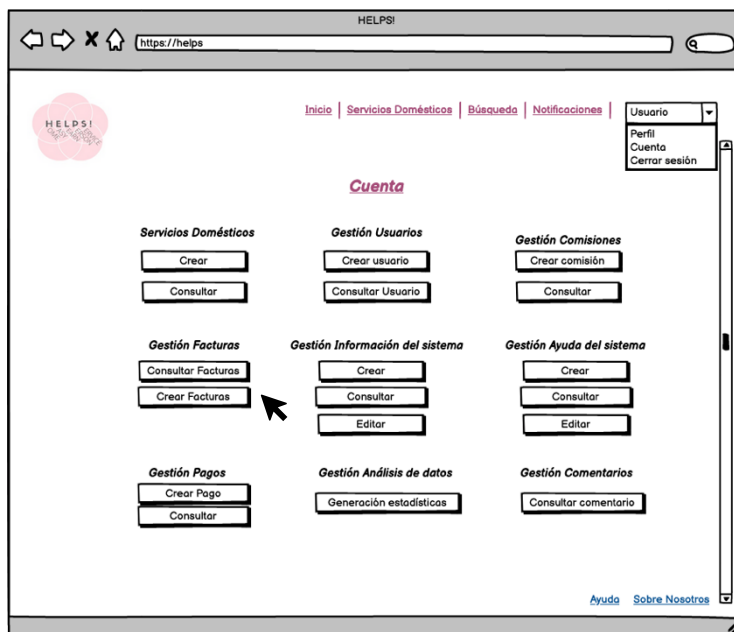 HELPS!
https://helps
HELPS!
Inicio Servicios Domésticos Búsqueda Notificaciones Usuario
Perfil
Cuenta
Cerrar sesión
Cuenta
Servicios Domésticos
Crear
Consultar
Gestión Usuarios
Crear usuario
Consultar Usuario
Gestión Comisiones
Crear comisión
Consultar
Gestión Facturas
Consultar Facturas
Crear Facturas
Gestión Información del sistema
Crear
Consultar
Editar
Gestión Ayuda del sistema
Crear
Consultar
Editar
Gestión Pagos
Crear Pago
Consultar
Gestión Análisis de datos
Generación estadísticas
Gestión Comentarios
Consultar comentario
Ayuda Sobre Nosotros